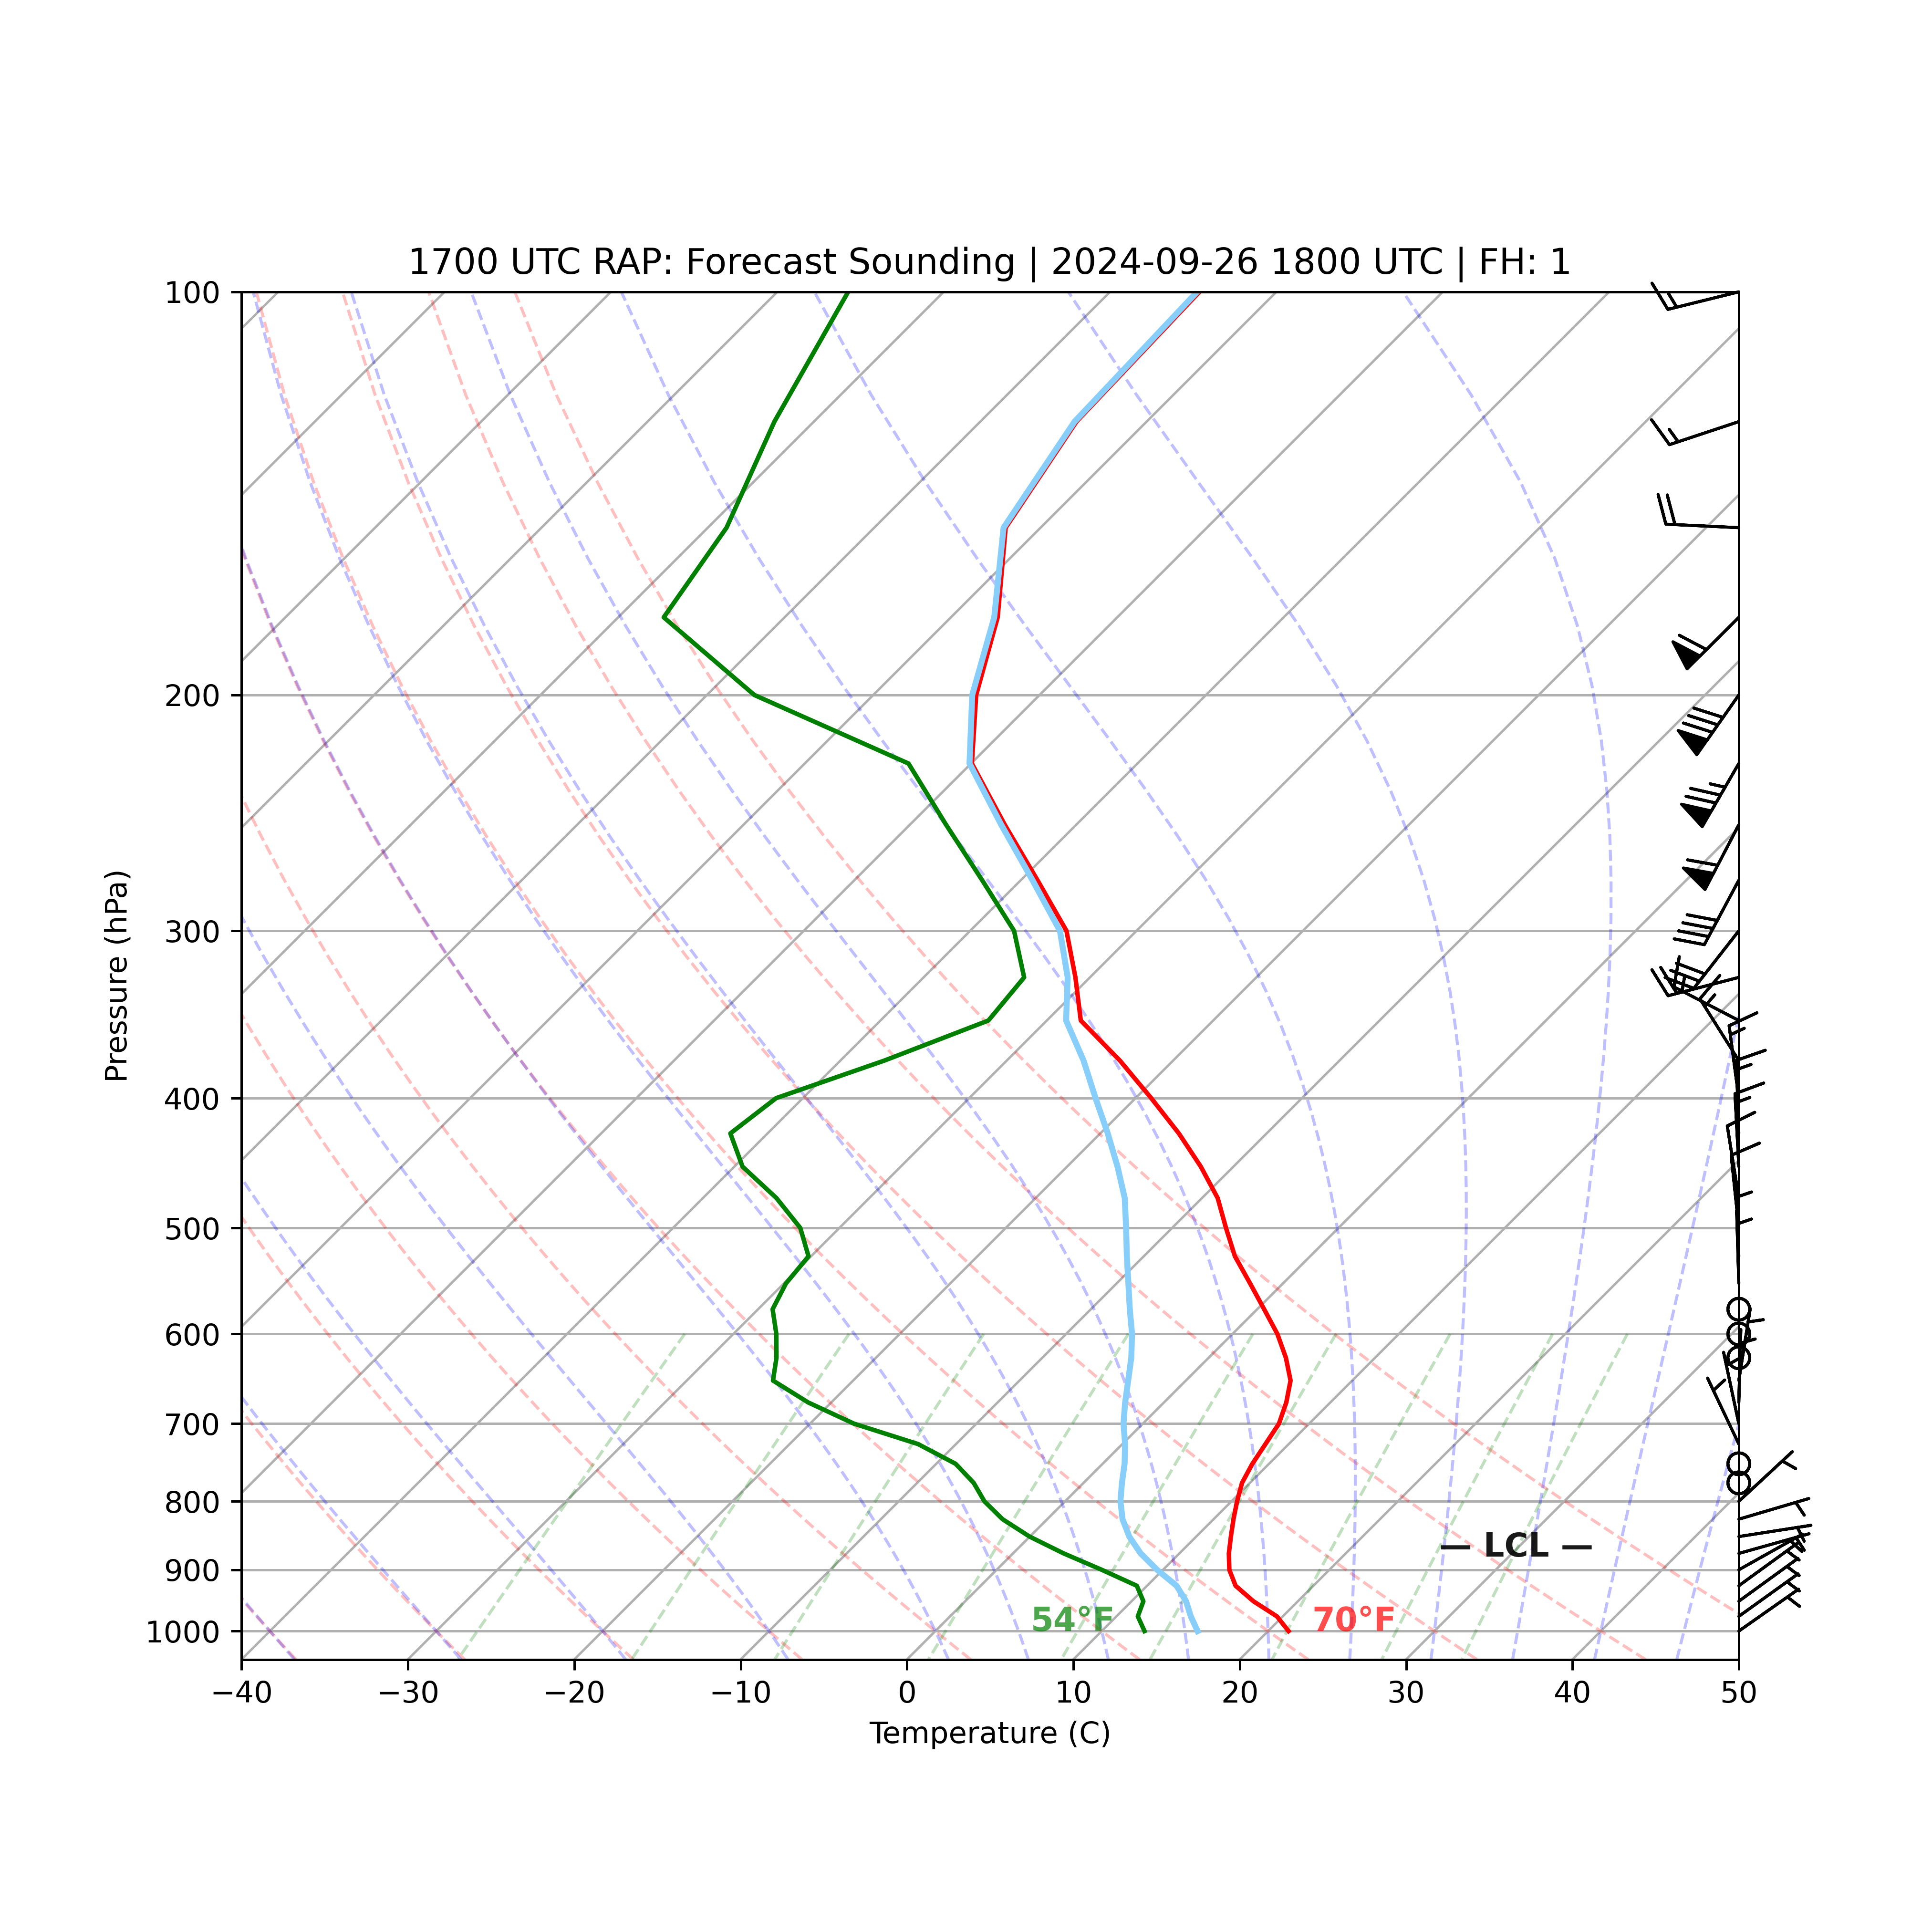 1700 UTC RAP: Forecast Sounding | 2024-09-26 1800 UTC | FH: 1
100
200
300
400
500
600
700
800
900
1000
Pressure (hPa)
— LCL —
54°F
70°F
−40 −30 −20 −10 0 10 20 30 40 50
Temperature (C)